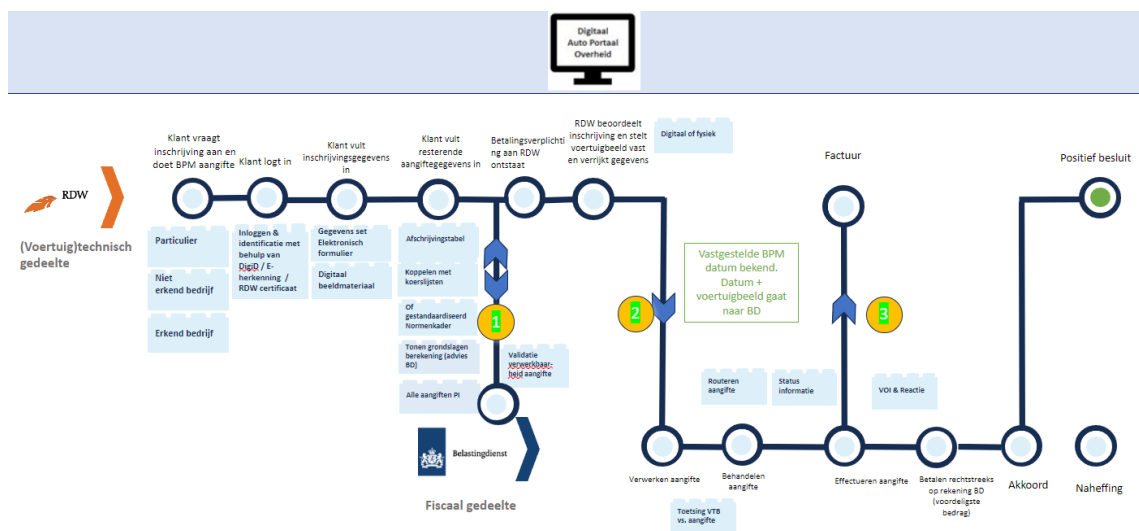 Digitaal
Auto Portaal
Overheid
Klant vraagt
inschrijving aan en
doet BPM aangifte
Klant logt in
Klant vult
inschrijvingsgegevens
in
Klant vult
resterende
aangiftegegevens in
Betalingsverplichti
ng aan RDW
ontstaat
RDW beoordeelt
inschrijving en stelt
voertuigbeeld vast
en verrijkt gegevens
Digitaal of fysiek
Factuur
Positief besluit
RDW
(Voertuig)technisch
gedeelte
Particulier
Niet
erkend bedrijf
Erkend bedrijf
Inloggen &
identificatie met
behulp van
DigiD / E-
herkenning /
RDW certificaat
Gegevens set
Elektronisch
formulier
Digitaal
beeldmateriaal
Afschrijvingstabel
Koppelen met
koerslijsten
Of
gestandaardiseerd
Normenkader
Tonen grondslagen
berekening (advies
BD)
Alle aangiften PI
1
Validatie
verwerkbaar-
heid aangifte
Belastingdienst
Fiscaal gedeelte
2
Vastgestelde BPM
datum bekend.
Datum +
voertuigbeeld gaat
naar BD
3
Routeren
aangifte
Status
informatie
VOI & Reactie
Verwerken aangifte
Behandelen
aangifte
Toetsing VTB
vs. aangifte
Effectueren aangifte
Betalen rechtstreeks
op rekening BD
(voordeligste
bedrag)
Akkoord
Naheffing